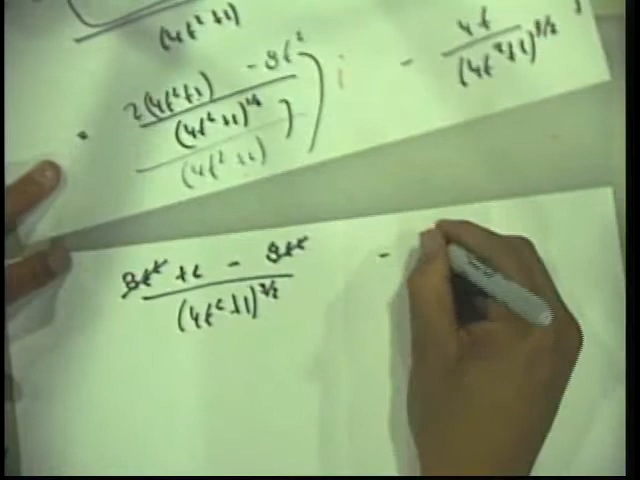 (4t²+1)
= 2(4t²+1) - 8t² / (4t²+1)^1/2 ) / (4t²+1) ) i - 4t / (4t²+1)^3/2 j
8t² + 2 - 8t² / (4t²+1)^3/2 -